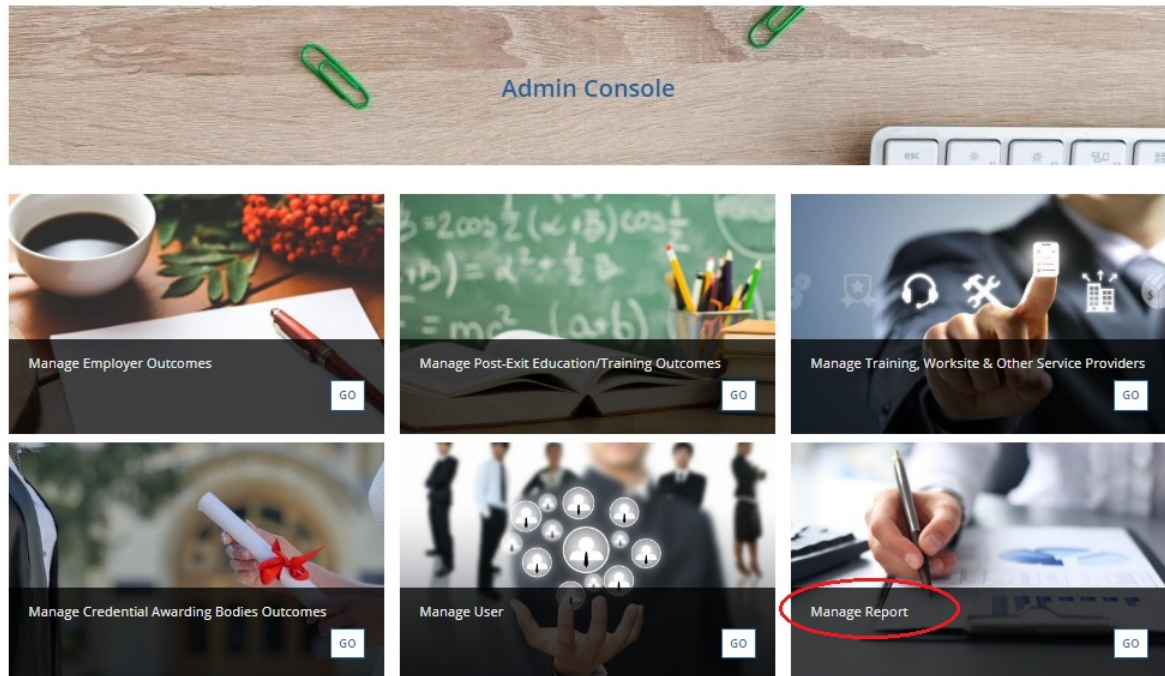 Admin Console
esc
Manage Employer Outcomes
GO
Manage Post-Exit Education/Training Outcomes
GO
Manage Training, Worksite & Other Service Providers
GO
Manage Credential Awarding Bodies Outcomes
GO
Manage User
GO
Manage Report
GO